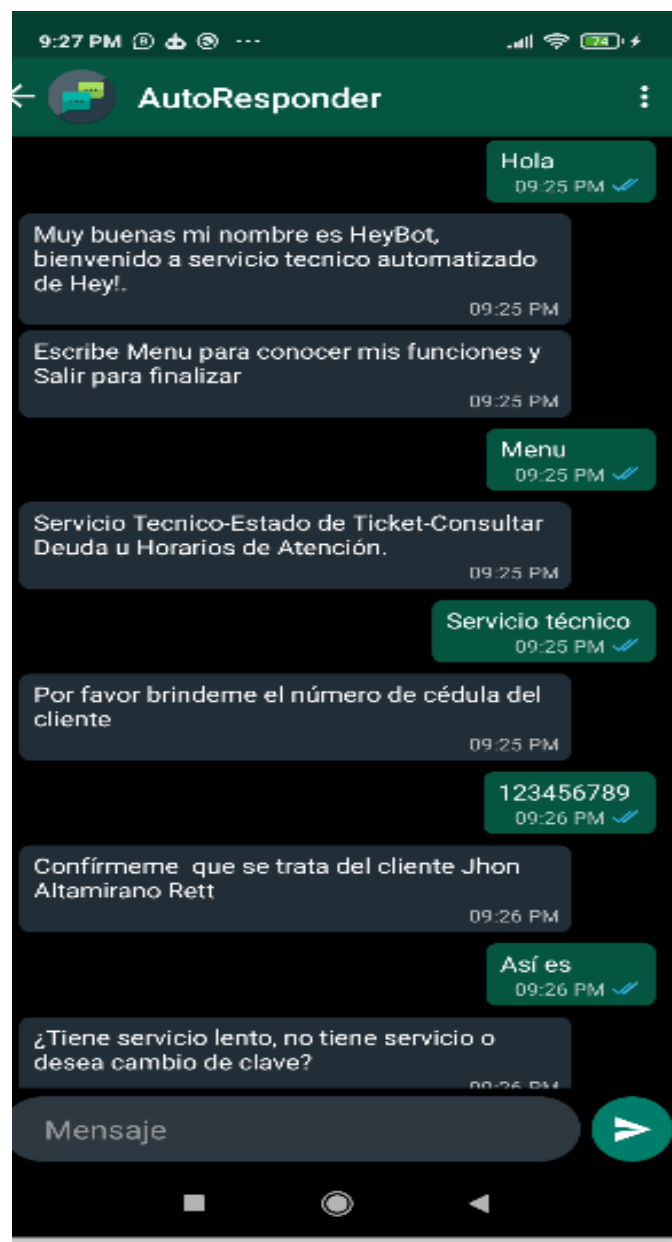 9:27 PM
74
AutoResponder
Hola
09:25 PM
Muy buenas mi nombre es HeyBot,
bienvenido a servicio tecnico automatizado
de Hey!.
09:25 PM
Escribe Menu para conocer mis funciones y
Salir para finalizar
09:25 PM
Menu
09:25 PM
Servicio Tecnico-Estado de Ticket-Consultar
Deuda u Horarios de Atención.
09:25 PM
Servicio técnico
09:25 PM
Por favor brindeme el número de cédula del
cliente
09:25 PM
123456789
09:26 PM
Confírmeme que se trata del cliente Jhon
Altamirano Rett
09:26 PM
Así es
09:26 PM
¿Tiene servicio lento, no tiene servicio o
desea cambio de clave?
09:26 PM
Mensaje